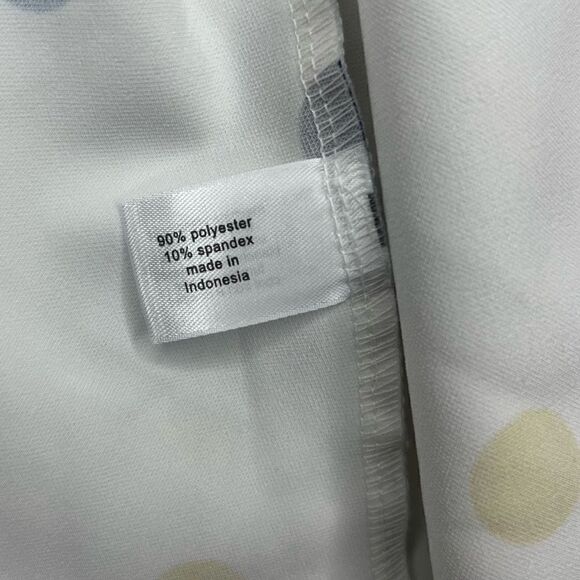 90% polyester
10% spandex
made in
Indonesia